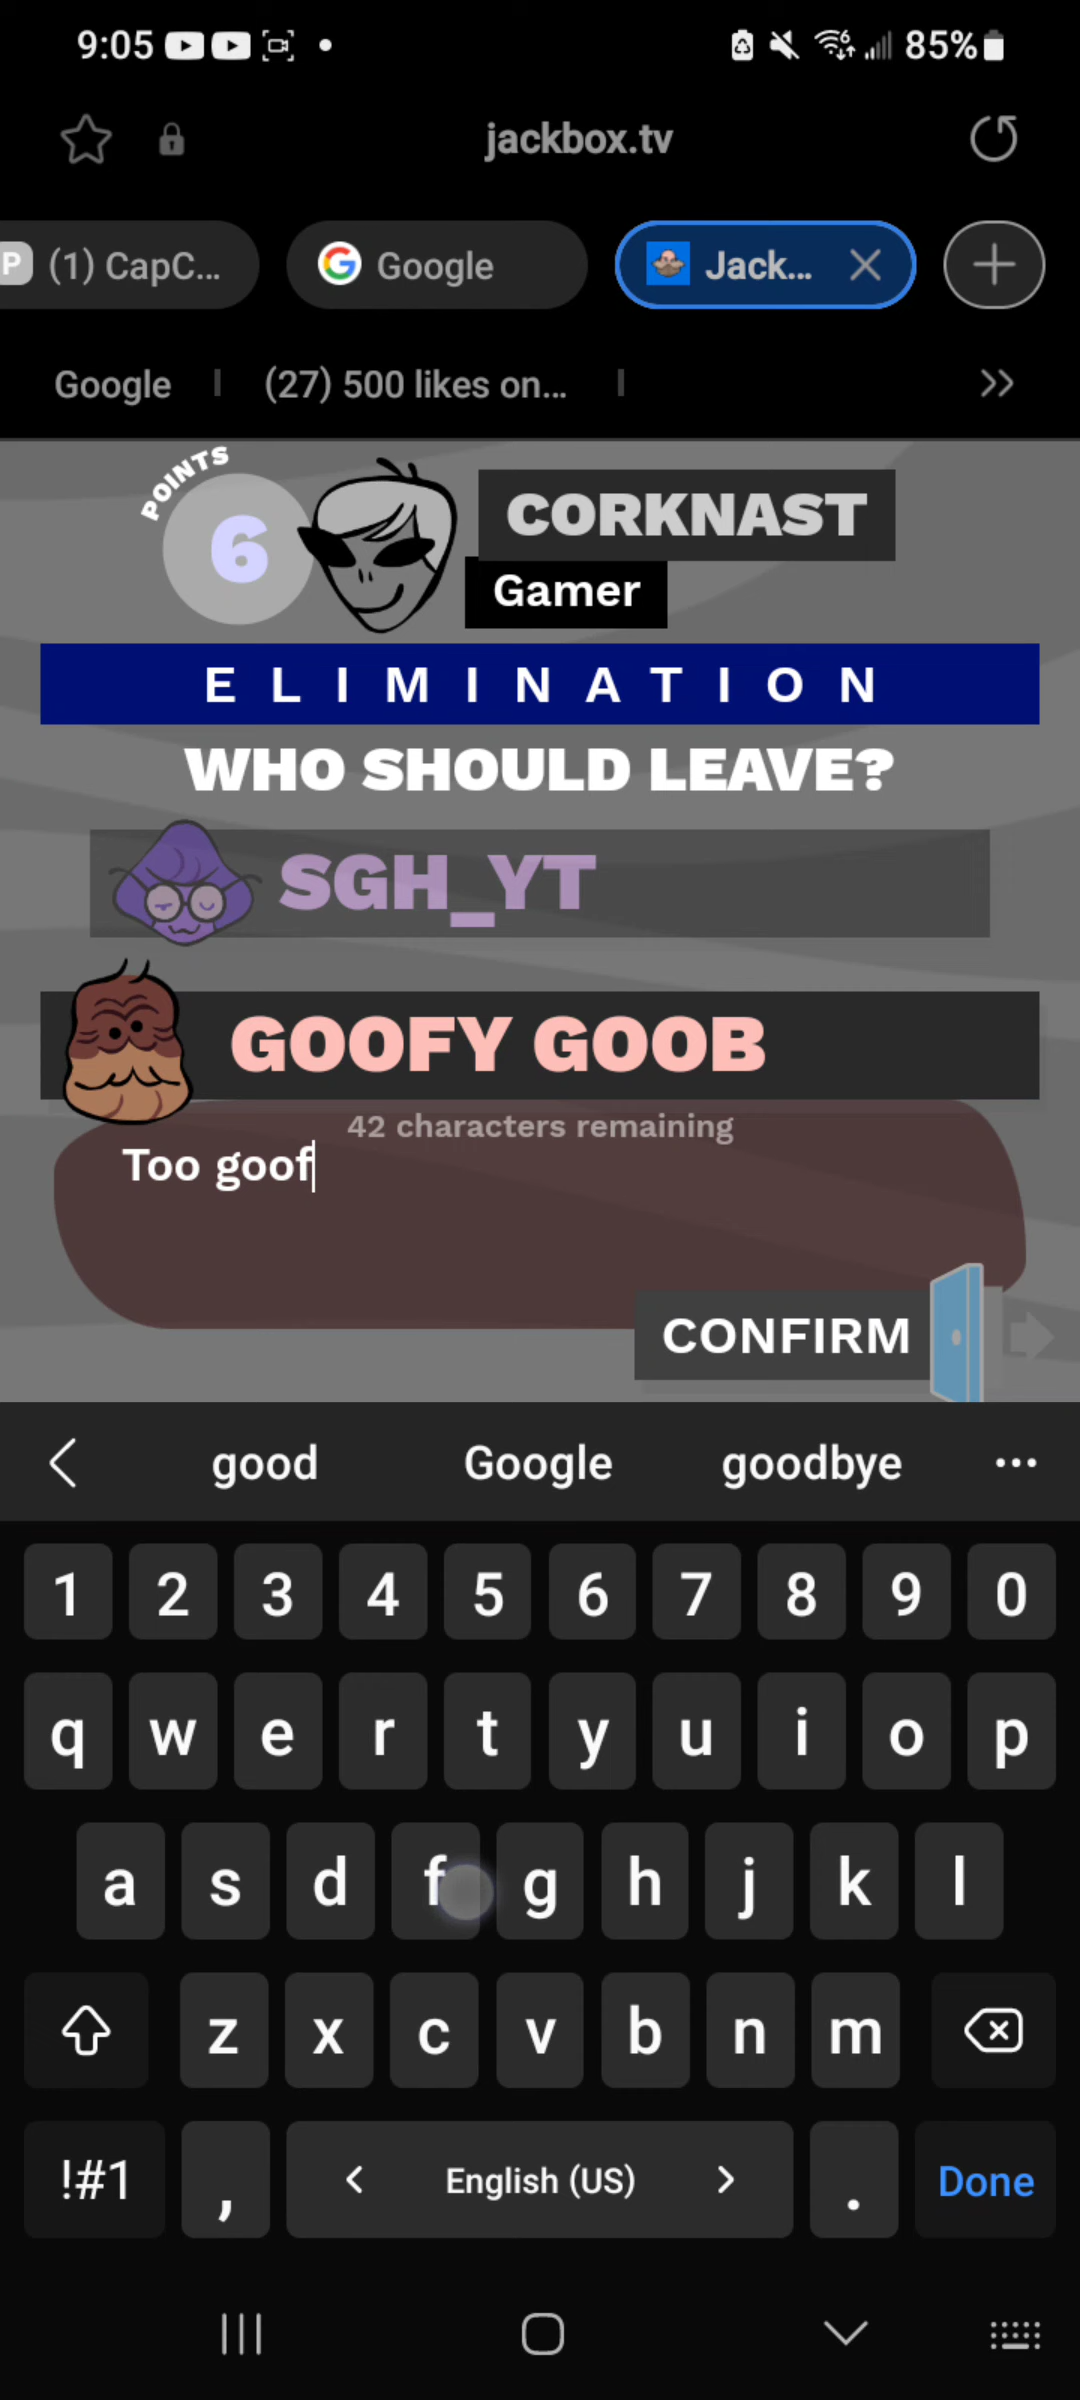 9:05 85%
jackbox.tv
P (1) CapC... Google Jack...
Google (27) 500 likes on...
POINTS
6
CORKNAST
Gamer
ELIMINATION
WHO SHOULD LEAVE?
SGH_YT
GOOFY GOOB
42 characters remaining
Too goof
CONFIRM
good Google goodbye
1 2 3 4 5 6 7 8 9 0
q w e r t y u i o p
a s d f g h j k l
z x c v b n m
!#1 , English (US) . Done